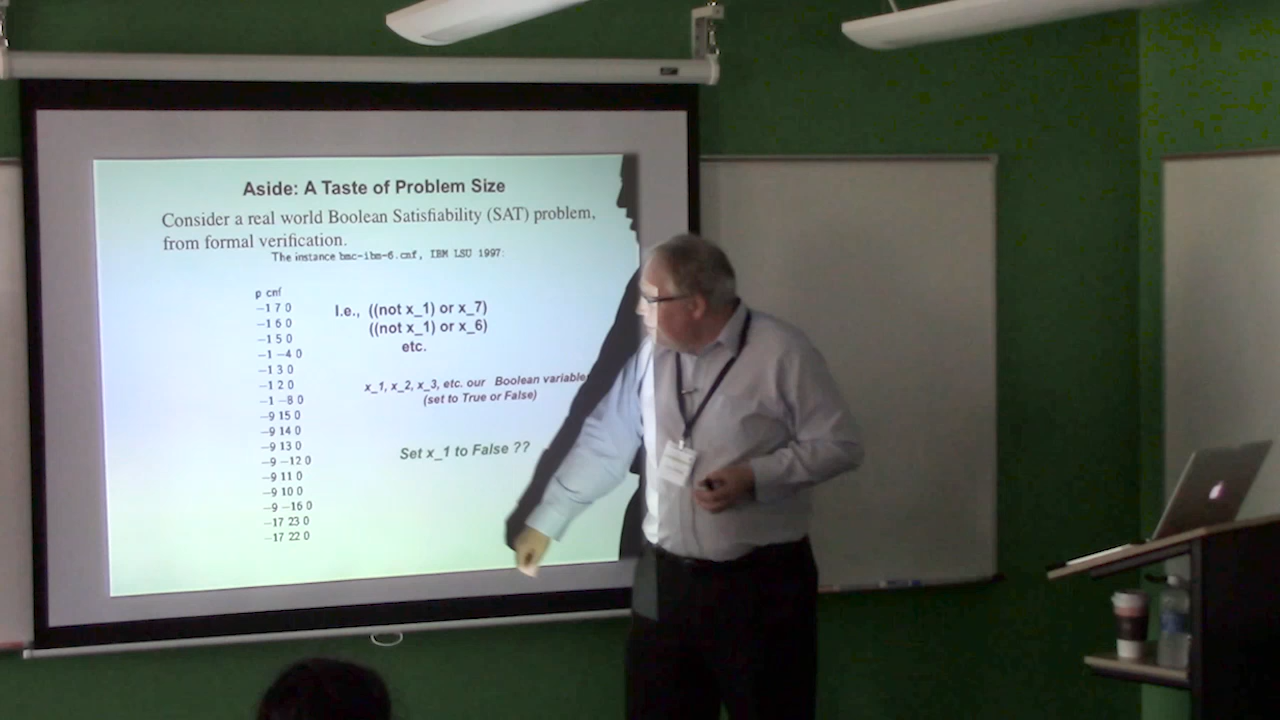 Aside: A Taste of Problem Size
Consider a real world Boolean Satisfiability (SAT) problem,
from formal verification.
The instance bmc-ibm-6.cnf, IBM LSU 1997:
p cnf
−1 7 0
−1 6 0
−1 5 0
−1 −4 0
−1 3 0
−1 2 0
−1 −8 0
−9 15 0
−9 14 0
−9 13 0
−9 −12 0
−9 11 0
−9 10 0
−9 −16 0
−17 23 0
−17 22 0
I.e., ((not x_1) or x_7)
((not x_1) or x_6)
etc.
x_1, x_2, x_3, etc. our Boolean variable
(set to True or False)
Set x_1 to False ??